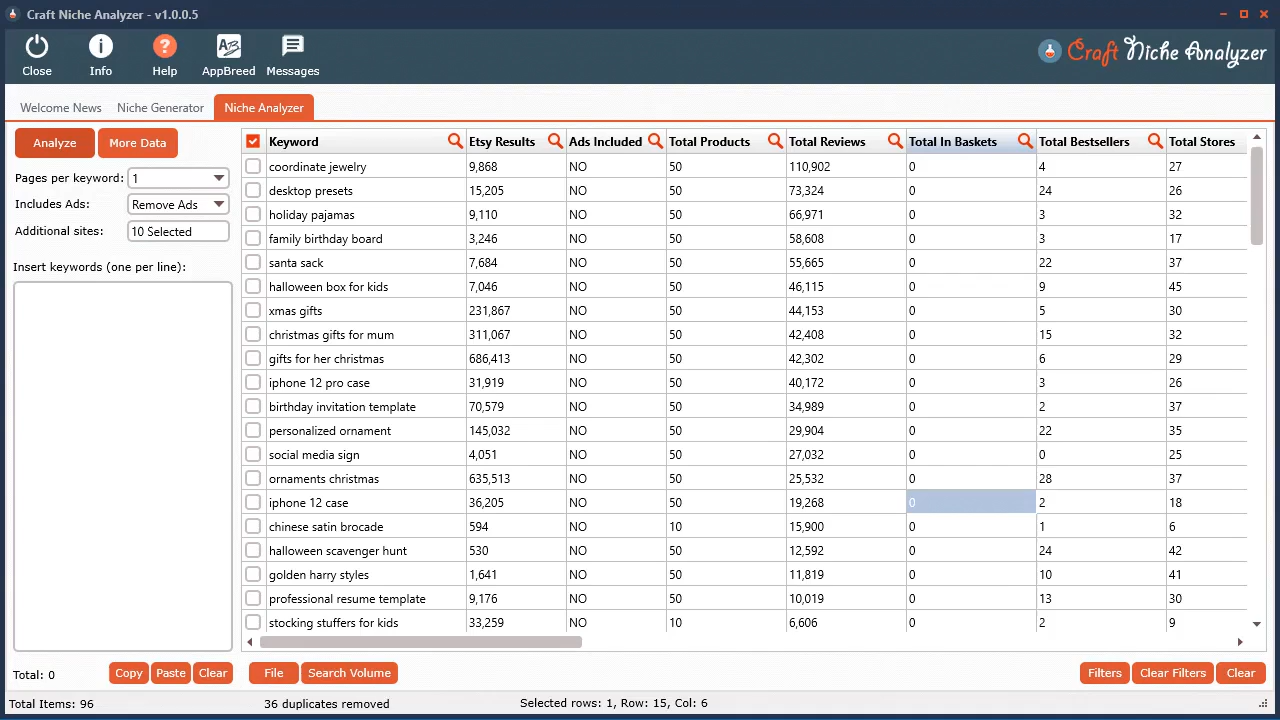 Craft Niche Analyzer - v1.0.0.5
Close Info Help AppBreed Messages
Craft Niche Analyzer
Welcome News Niche Generator Niche Analyzer
Analyze More Data
Pages per keyword: 1
Includes Ads: Remove Ads
Additional sites: 10 Selected
Insert keywords (one per line):
Keyword Etsy Results Ads Included Total Products Total Reviews Total In Baskets Total Bestsellers Total Stores
coordinate jewelry 9,868 NO 50 110,902 0 4 27
desktop presets 15,205 NO 50 73,324 0 24 26
holiday pajamas 9,110 NO 50 66,971 0 3 32
family birthday board 3,246 NO 50 58,608 0 3 17
santa sack 7,684 NO 50 55,665 0 22 37
halloween box for kids 7,046 NO 50 46,115 0 9 45
xmas gifts 231,867 NO 50 44,153 0 5 30
christmas gifts for mum 311,067 NO 50 42,408 0 15 32
gifts for her christmas 686,413 NO 50 42,302 0 6 29
iphone 12 pro case 31,919 NO 50 40,172 0 3 26
birthday invitation template 70,579 NO 50 34,989 0 2 37
personalized ornament 145,032 NO 50 29,904 0 22 35
social media sign 4,051 NO 50 27,032 0 0 25
ornaments christmas 635,513 NO 50 25,532 0 28 37
iphone 12 case 36,205 NO 50 19,268 0 2 18
chinese satin brocade 594 NO 10 15,900 0 1 6
halloween scavenger hunt 530 NO 50 12,592 0 24 42
golden harry styles 1,641 NO 50 11,819 0 10 41
professional resume template 9,176 NO 50 10,019 0 13 30
stocking stuffers for kids 33,259 NO 10 6,606 0 2 9
Total: 0 Copy Paste Clear File Search Volume Filters Clear Filters Clear
Total Items: 96 36 duplicates removed Selected rows: 1, Row: 15, Col: 6